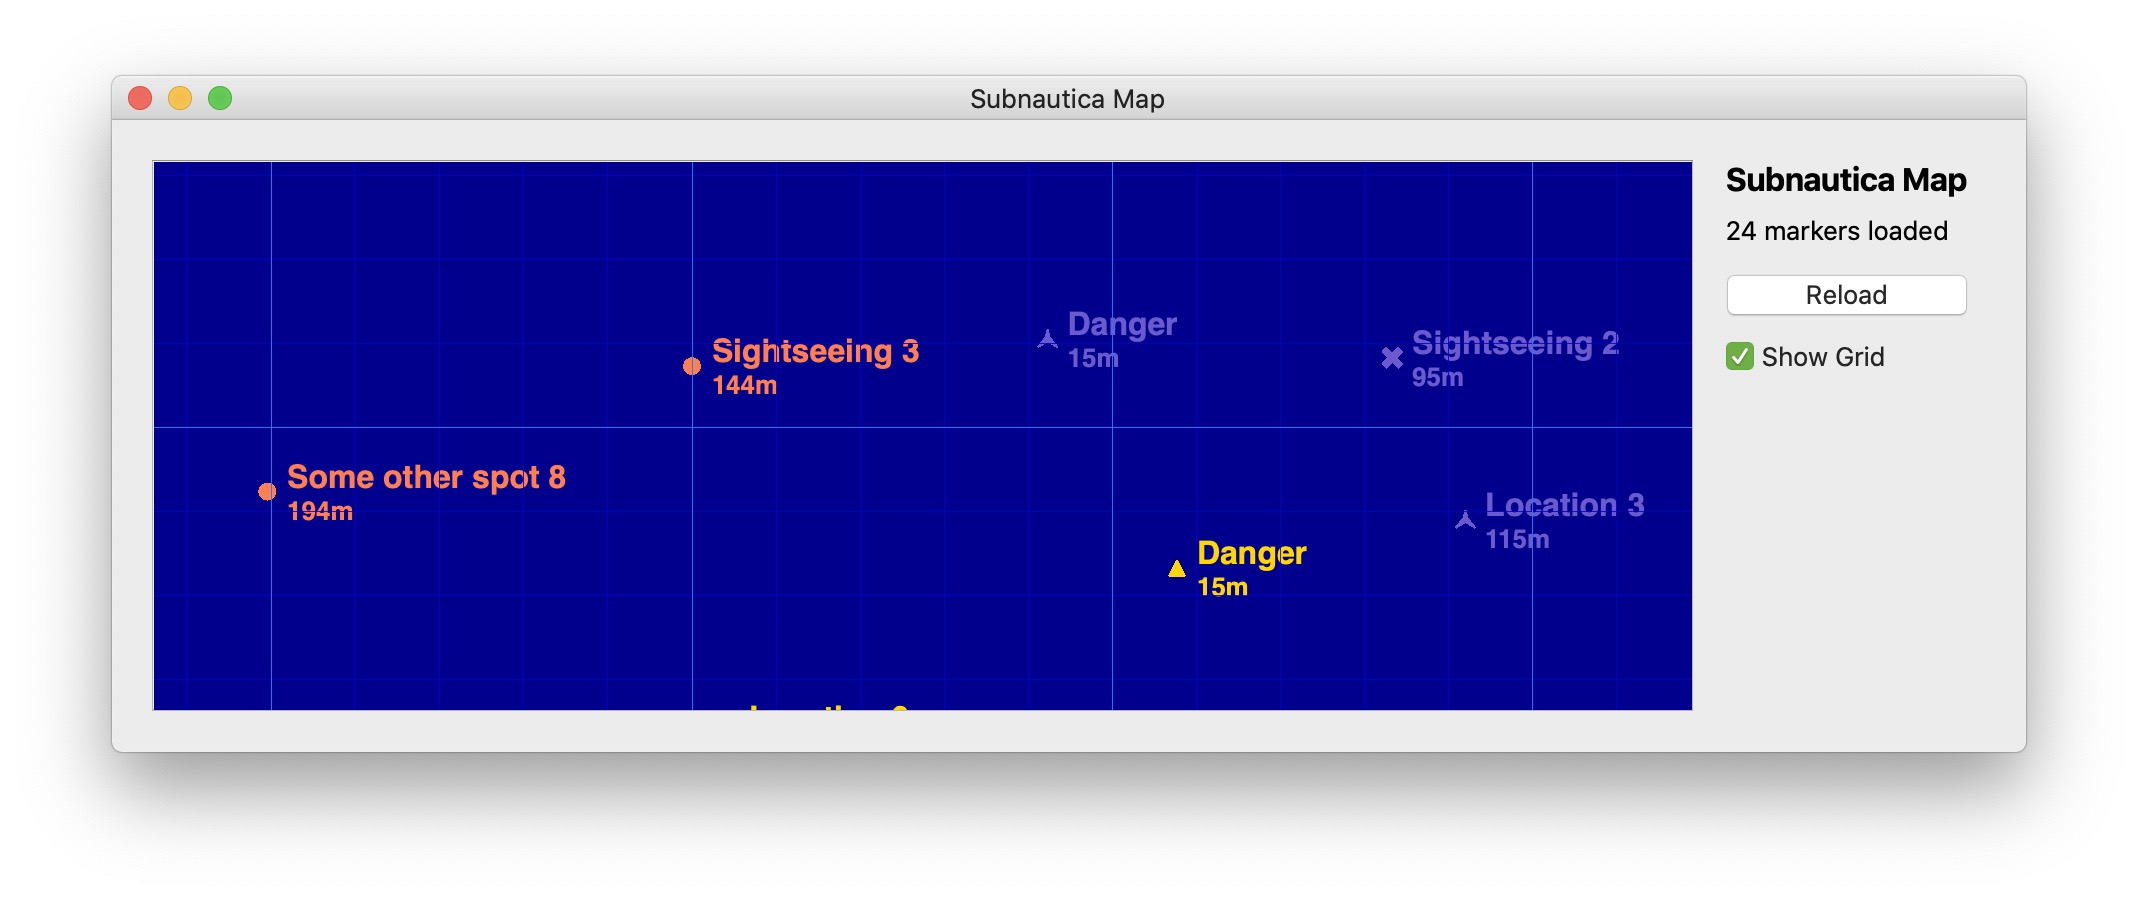 Subnautica Map
Subnautica Map
24 markers loaded
Reload
Show Grid
Danger
15m
Sightseeing 3
144m
Sightseeing 2
95m
Some other spot 8
194m
Location 3
115m
Danger
15m